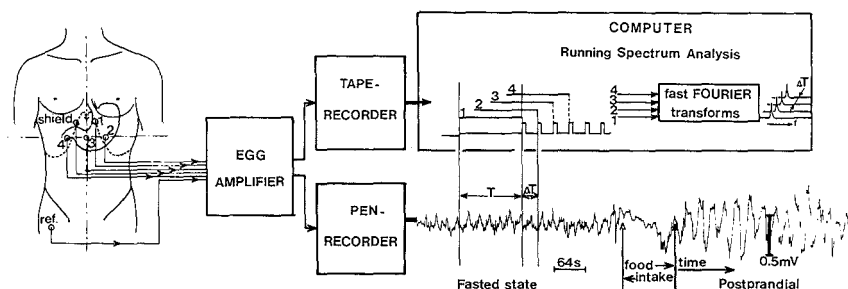 COMPUTER
Running Spectrum Analysis
TAPE-
RECORDER
4
3
2
1
4
3
2
1
fast FOURIER
transforms
ΔT
f
shield
1
4
3
2
EGG
AMPLIFIER
PEN-
RECORDER
ref.
T
ΔT
64s
food
intake
time
0.5mV
Fasted state
Postprandial